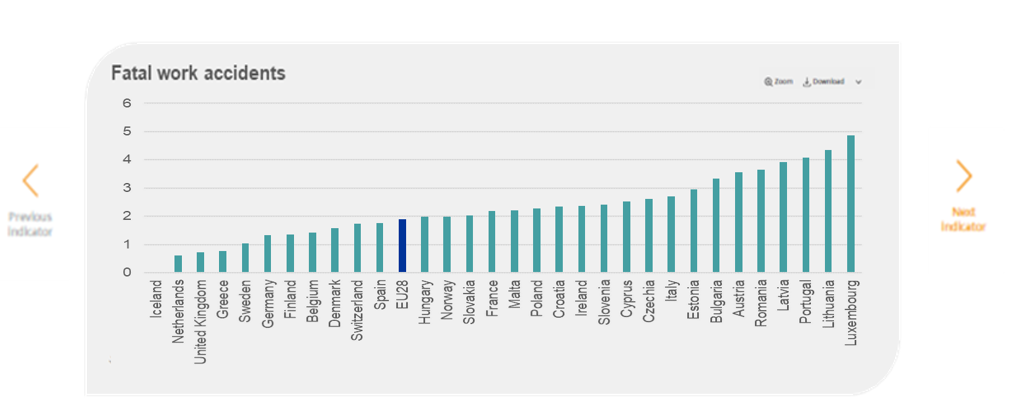 Fatal work accidents
Zoom Download
6
5
4
3
2
1
0
Iceland
Netherlands
United Kingdom
Greece
Sweden
Germany
Finland
Belgium
Denmark
Switzerland
Spain
EU28
Hungary
Norway
Slovakia
France
Malta
Poland
Croatia
Ireland
Slovenia
Cyprus
Czechia
Italy
Estonia
Bulgaria
Austria
Romania
Latvia
Portugal
Lithuania
Luxembourg
Previous
Indicator
Next
Indicator